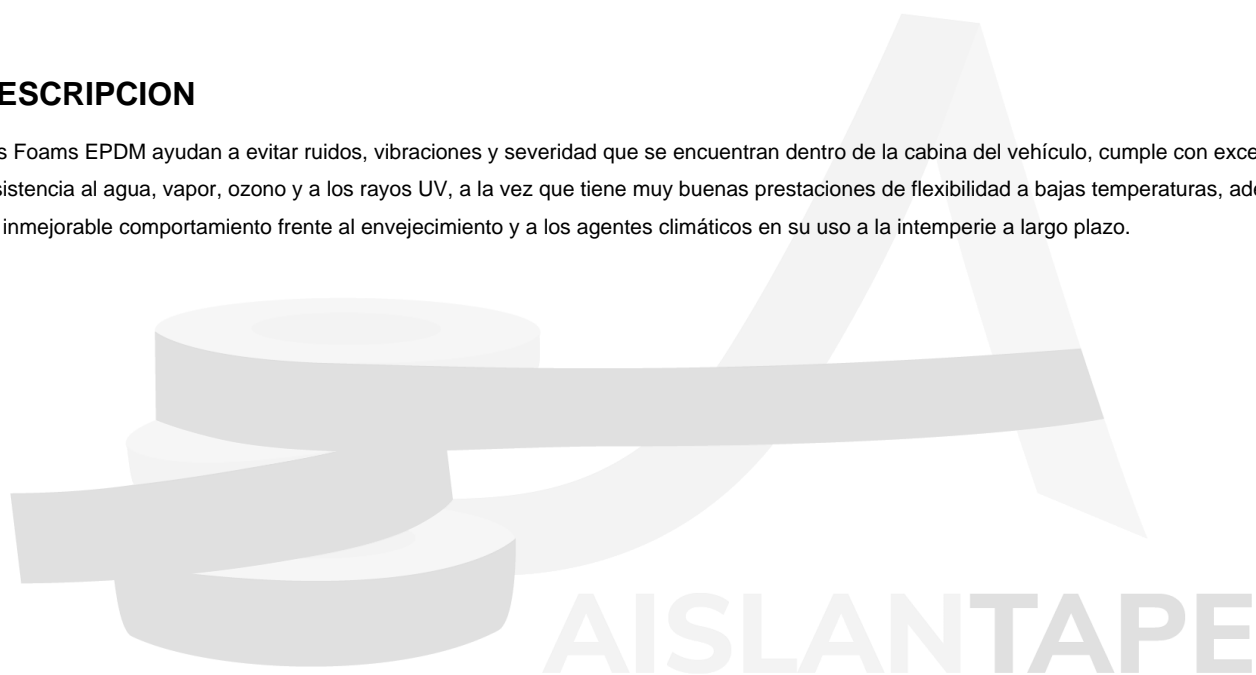 ESCRIPCION
s Foams EPDM ayudan a evitar ruidos, vibraciones y severidad que se encuentran dentro de la cabina del vehículo, cumple con exce
sistencia al agua, vapor, ozono y a los rayos UV, a la vez que tiene muy buenas prestaciones de flexibilidad a bajas temperaturas, ad
inmejorable comportamiento frente al envejecimiento y a los agentes climáticos en su uso a la intemperie a largo plazo.
AISLANTAPE